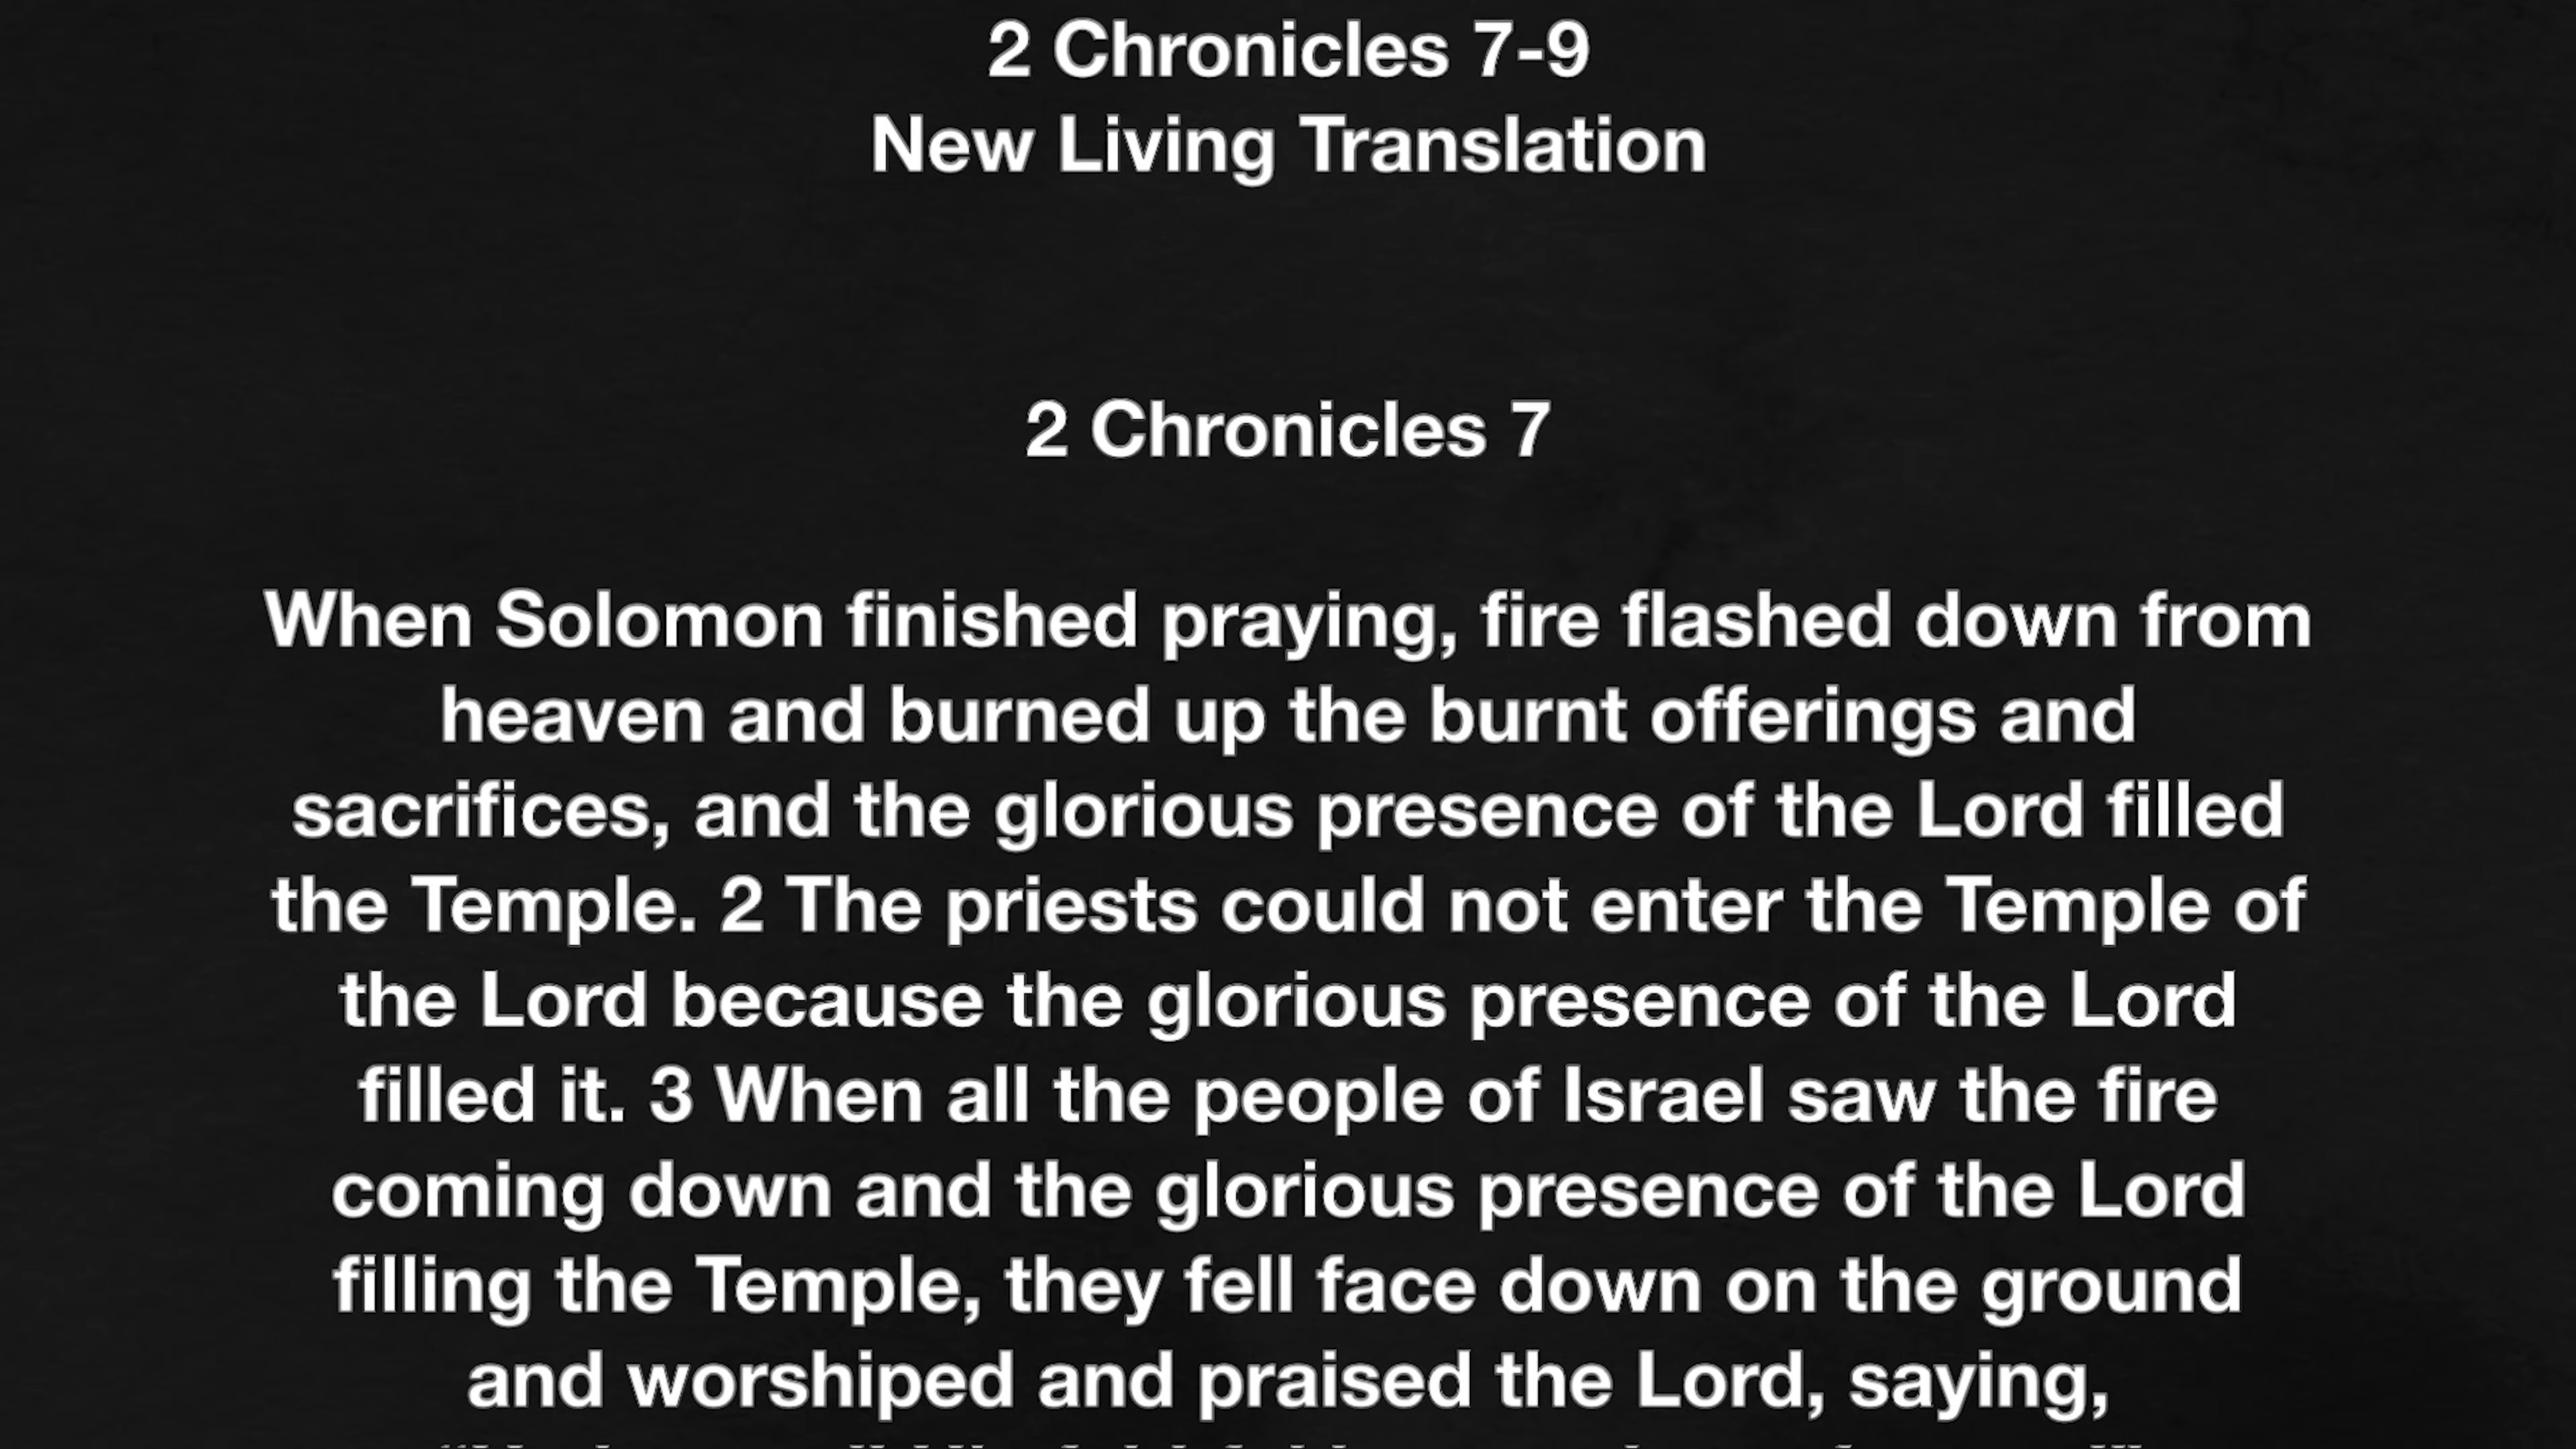 2 Chronicles 7-9
New Living Translation
2 Chronicles 7
When Solomon finished praying, fire flashed down from
heaven and burned up the burnt offerings and
sacrifices, and the glorious presence of the Lord filled
the Temple. 2 The priests could not enter the Temple of
the Lord because the glorious presence of the Lord
filled it. 3 When all the people of Israel saw the fire
coming down and the glorious presence of the Lord
filling the Temple, they fell face down on the ground
and worshiped and praised the Lord, saying,